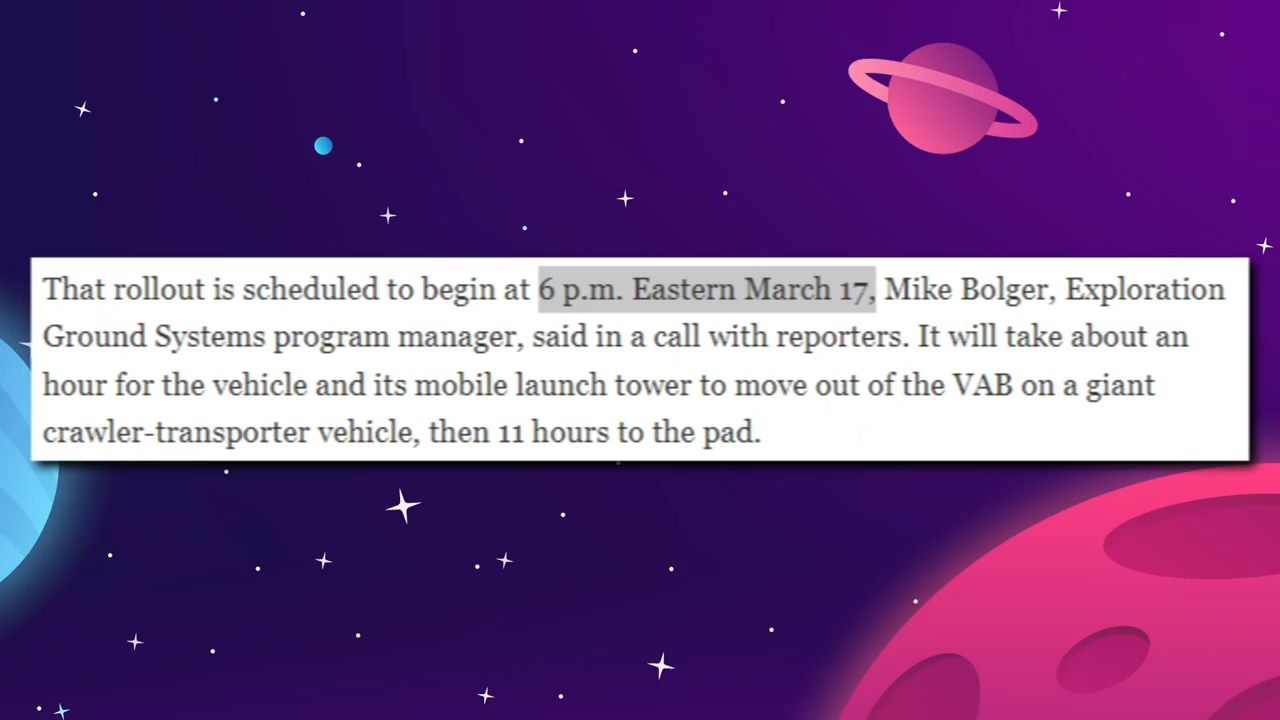 That rollout is scheduled to begin at 6 p.m. Eastern March 17, Mike Bolger, Exploration
Ground Systems program manager, said in a call with reporters. It will take about an
hour for the vehicle and its mobile launch tower to move out of the VAB on a giant
crawler-transporter vehicle, then 11 hours to the pad.